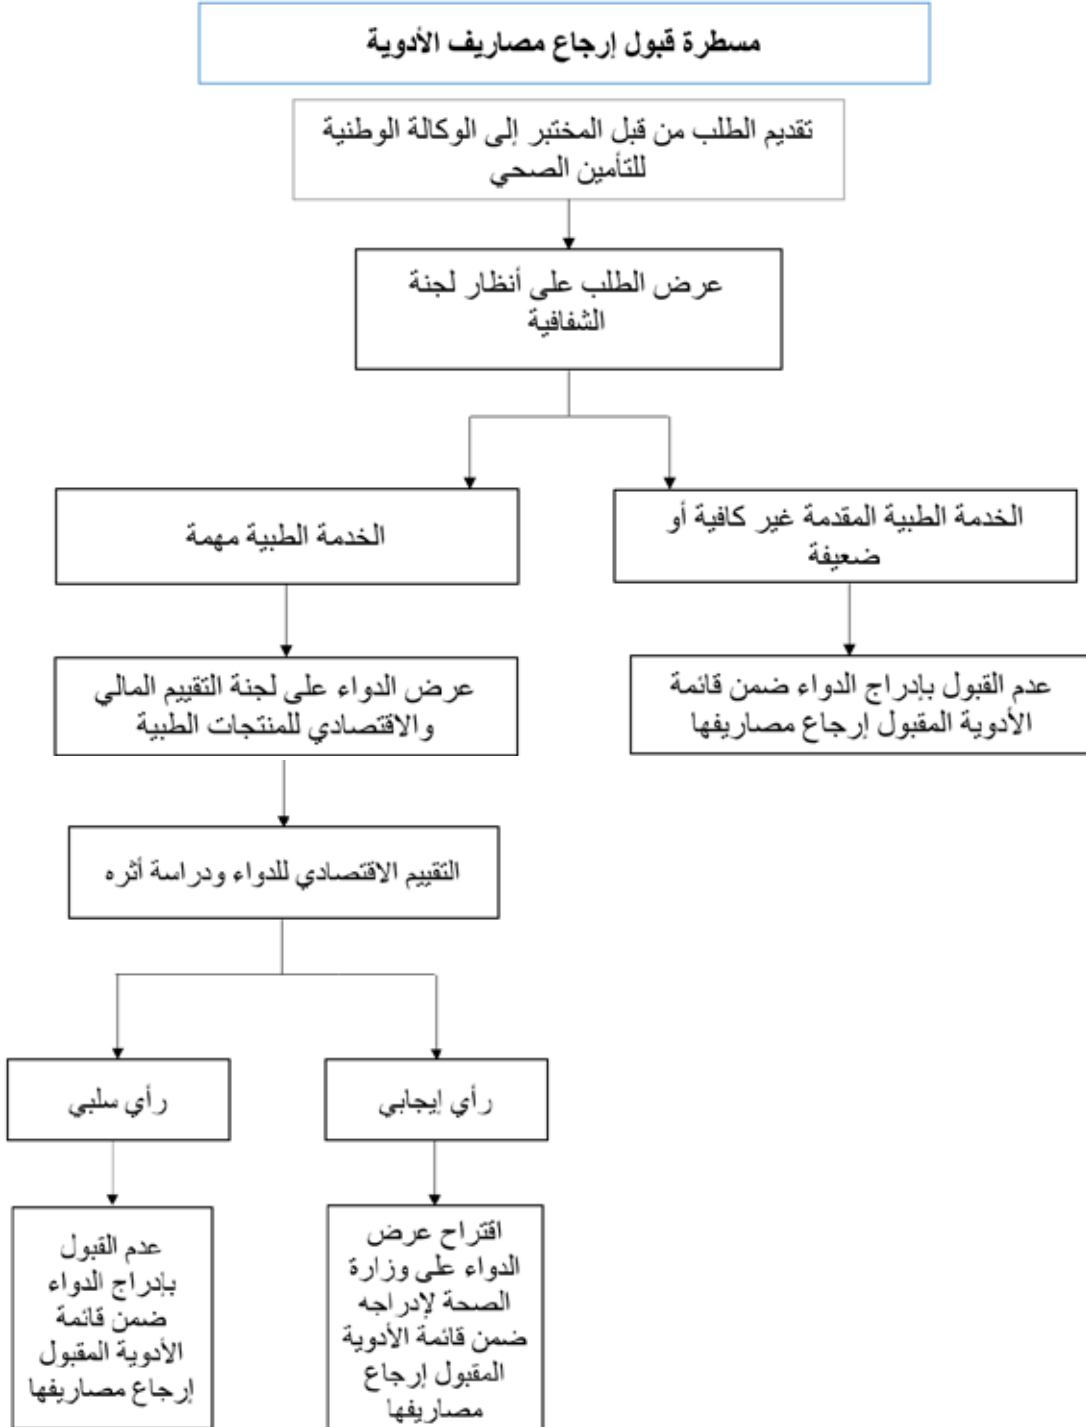 مسطرة قبول إرجاع مصاريف الأدوية
تقديم الطلب من قبل المختبر إلى الوكالة الوطنية
للتأمين الصحي
عرض الطلب على أنظار لجنة
الشفافية
الخدمة الطبية المقدمة غير كافية أو
ضعيفة
الخدمة الطبية مهمة
عدم القبول بإدراج الدواء ضمن قائمة
الأدوية المقبول إرجاع مصاريفها
عرض الدواء على لجنة التقييم المالي
والاقتصادي للمنتجات الطبية
التقييم الاقتصادي للدواء ودراسة أثره
رأي إيجابي
رأي سلبي
اقتراح عرض
الدواء على وزارة
الصحة لإدراجه
ضمن قائمة الأدوية
المقبول إرجاع
مصاريفها
عدم القبول
بإدراج الدواء
ضمن قائمة
الأدوية المقبول
إرجاع مصاريفها